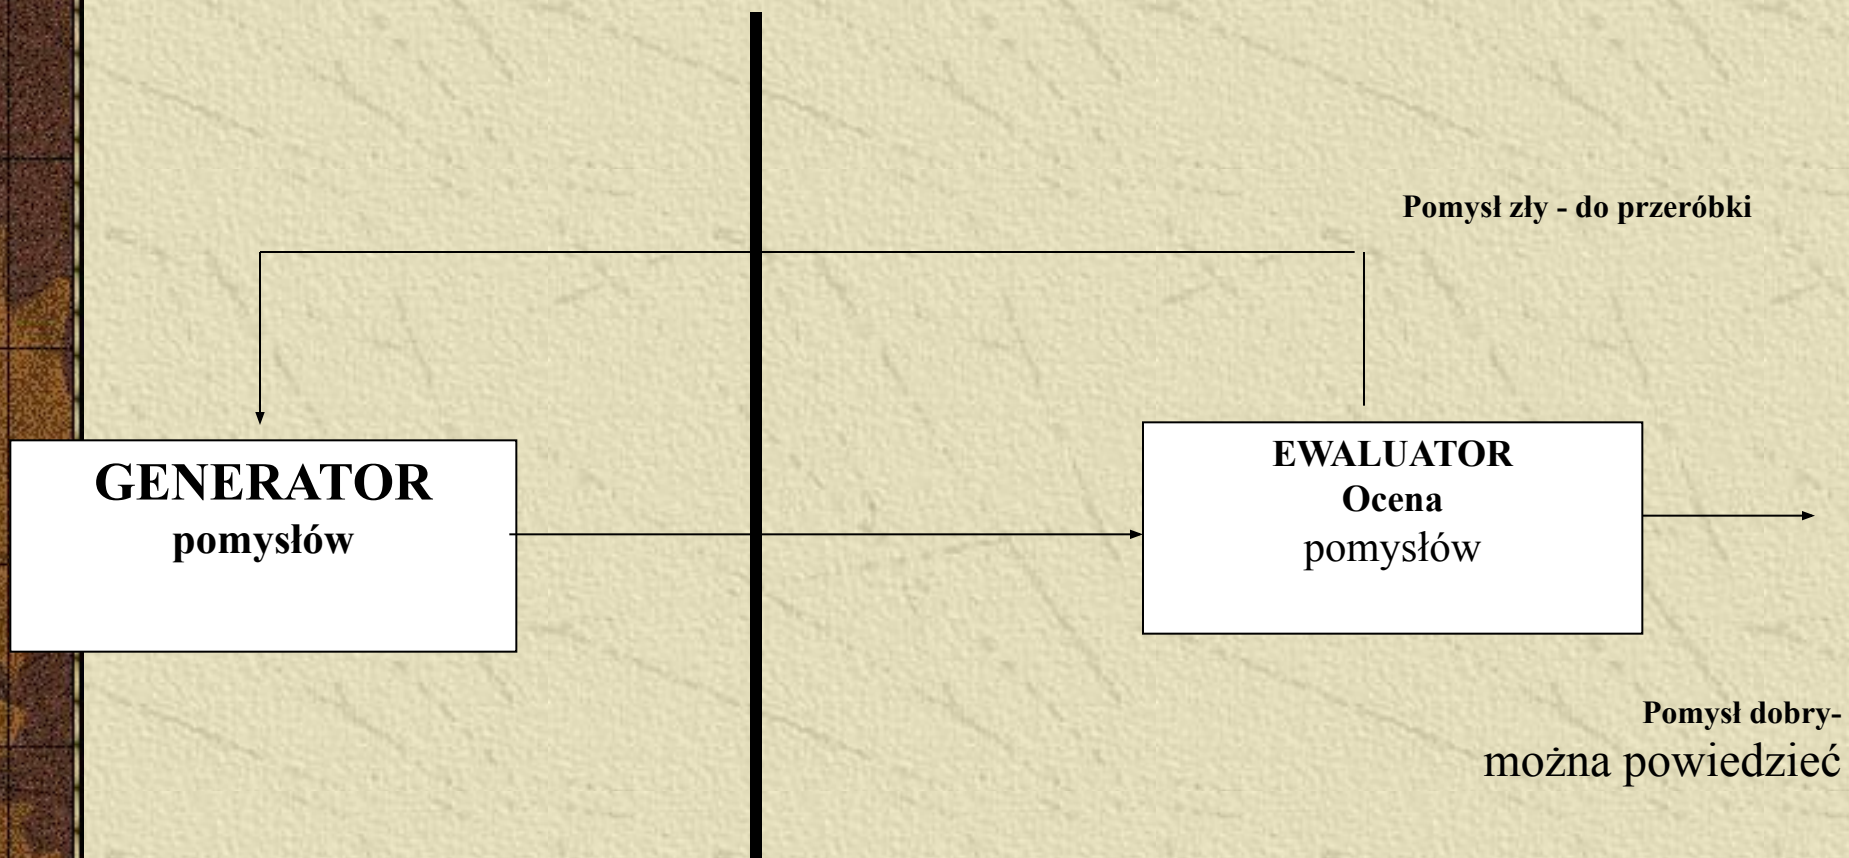 Pomysł zły - do przeróbki
GENERATOR
pomysłów
EWALUATOR
Ocena
pomysłów
Pomysł dobry-
można powiedzieć